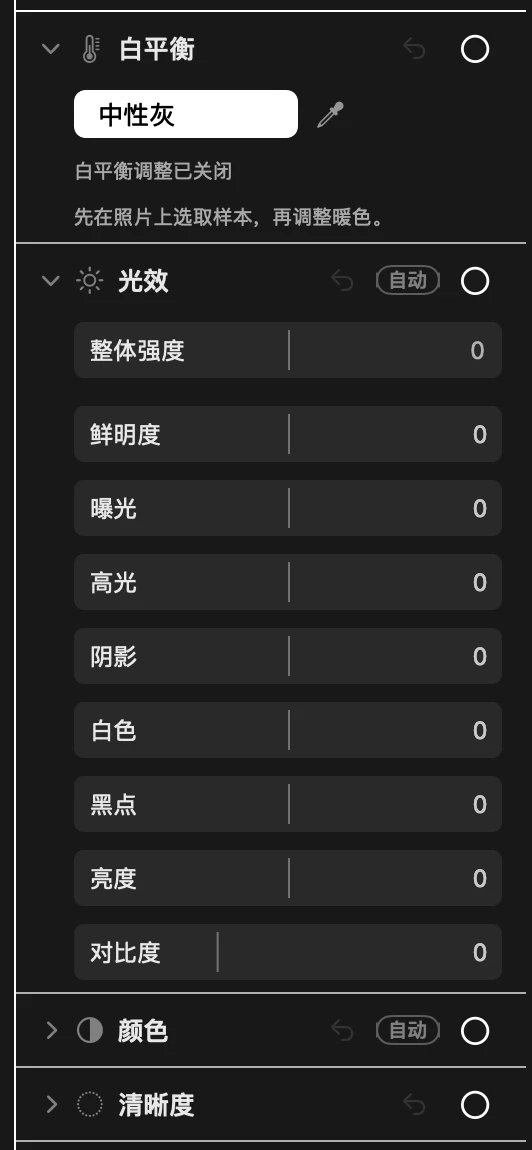 白平衡
中性灰
白平衡调整已关闭
先在照片上选取样本，再调整暖色。
光效 自动
整体强度 0
鲜明度 0
曝光 0
高光 0
阴影 0
白色 0
黑点 0
亮度 0
对比度 0
颜色 自动
清晰度